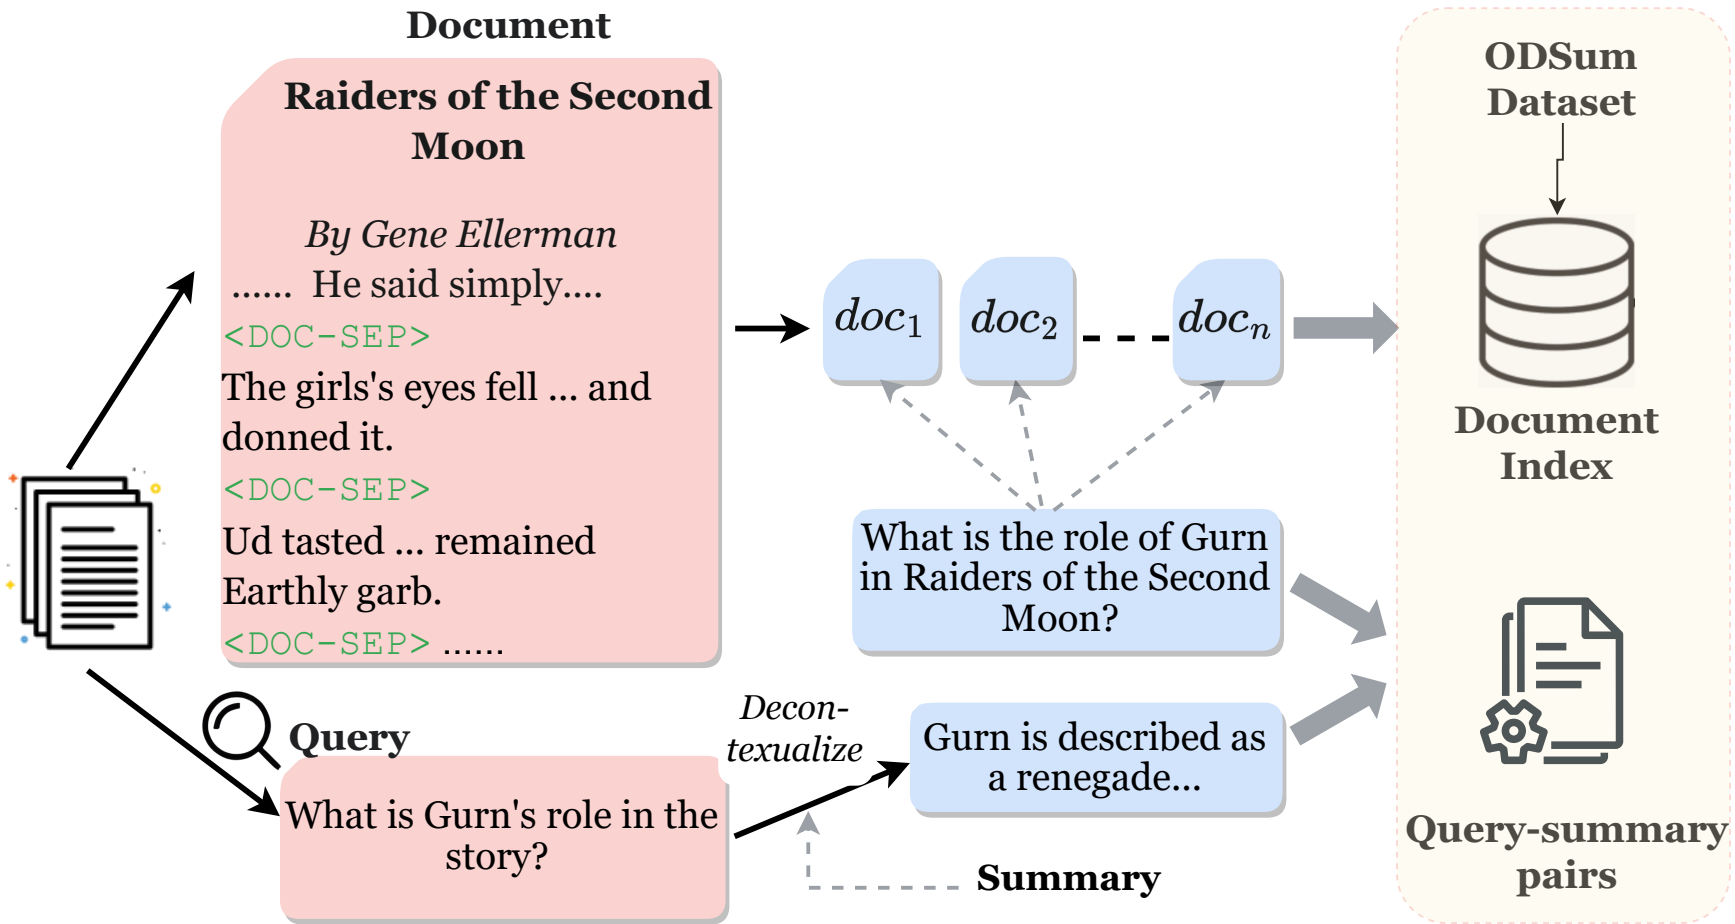 Document
Raiders of the Second
Moon
By Gene Ellerman
...... He said simply....
<DOC-SEP>
The girls's eyes fell ... and
donned it.
<DOC-SEP>
Ud tasted ... remained
Earthly garb.
<DOC-SEP> ......
Query
What is Gurn's role in the
story?
Decon-
texualize
doc1
doc2
docn
What is the role of Gurn
in Raiders of the Second
Moon?
Gurn is described as
a renegade...
Summary
ODSum
Dataset
Document
Index
Query-summary
pairs